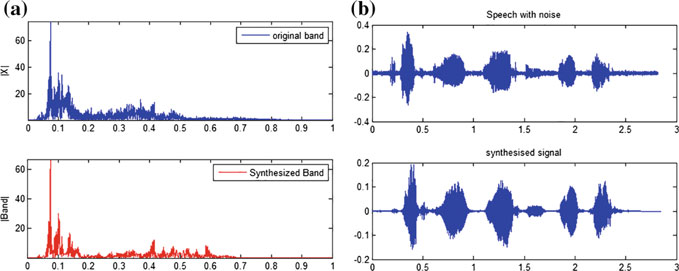 (a)
original band
|X|
60
40
20
0 0.1 0.2 0.3 0.4 0.5 0.6 0.7 0.8 0.9 1
Synthesized Band
|Band|
60
40
20
0 0.1 0.2 0.3 0.4 0.5 0.6 0.7 0.8 0.9 1
(b)
Speech with noise
0.4
0.2
0
-0.2
-0.4
0 0.5 1 1.5 2 2.5 3
synthesised signal
0.2
0.1
0
-0.1
-0.2
0 0.5 1 1.5 2 2.5 3